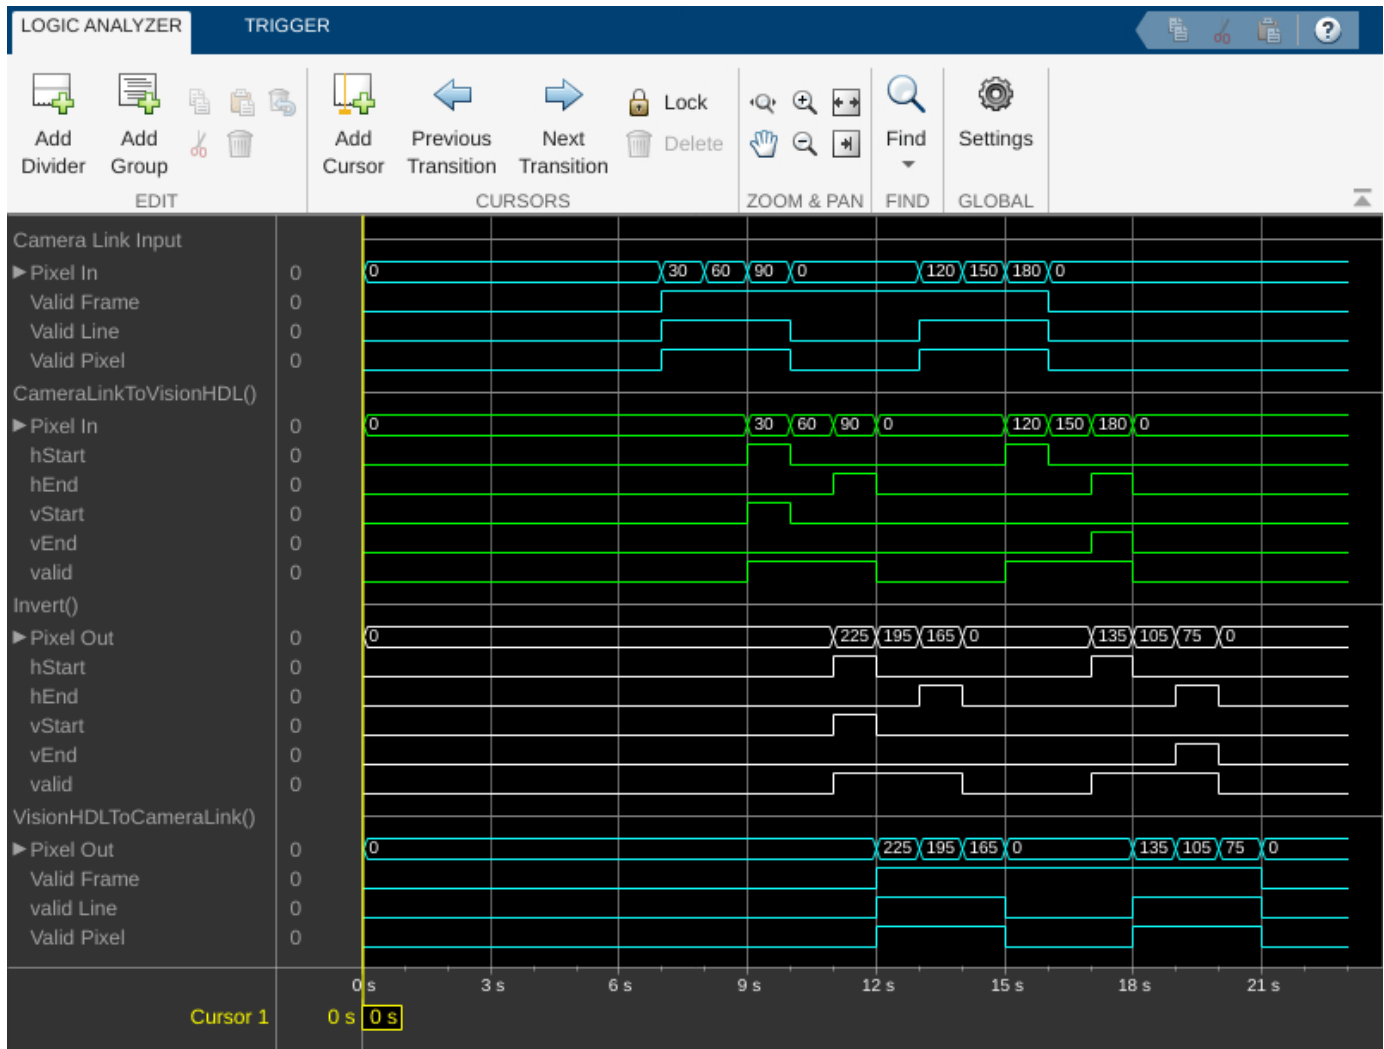 LOGIC ANALYZER TRIGGER
?
Add Divider
Add Group
Add Cursor
Previous Transition
Next Transition
Lock
Delete
Find
Settings
EDIT CURSORS ZOOM & PAN FIND GLOBAL
Camera Link Input
Pixel In 0 0 30 60 90 0 120 150 180 0
Valid Frame 0
Valid Line 0
Valid Pixel 0
CameraLinkToVisionHDL()
Pixel In 0 0 30 60 90 0 120 150 180 0
hStart 0
hEnd 0
vStart 0
vEnd 0
valid 0
Invert()
Pixel Out 0 0 225 195 165 0 135 105 75 0
hStart 0
hEnd 0
vStart 0
vEnd 0
valid 0
VisionHDLToCameraLink()
Pixel Out 0 0 225 195 165 0 135 105 75 0
Valid Frame 0
valid Line 0
Valid Pixel 0
0 s 3 s 6 s 9 s 12 s 15 s 18 s 21 s
Cursor 1 0 s 0 s